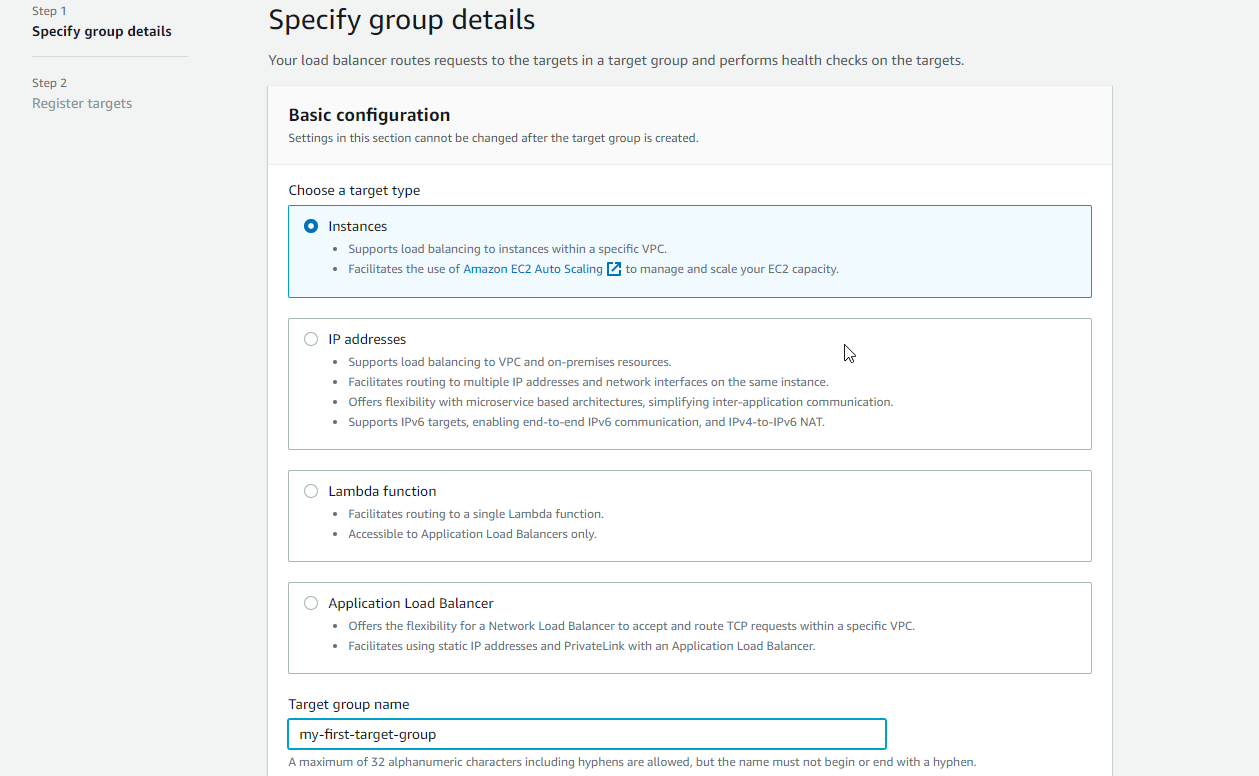 Step 1
Specify group details
Step 2
Register targets
Specify group details
Your load balancer routes requests to the targets in a target group and performs health checks on the targets.
Basic configuration
Settings in this section cannot be changed after the target group is created.
Choose a target type
Instances
• Supports load balancing to instances within a specific VPC.
• Facilitates the use of Amazon EC2 Auto Scaling to manage and scale your EC2 capacity.
IP addresses
• Supports load balancing to VPC and on-premises resources.
• Facilitates routing to multiple IP addresses and network interfaces on the same instance.
• Offers flexibility with microservice based architectures, simplifying inter-application communication.
• Supports IPv6 targets, enabling end-to-end IPv6 communication, and IPv4-to-IPv6 NAT.
Lambda function
• Facilitates routing to a single Lambda function.
• Accessible to Application Load Balancers only.
Application Load Balancer
• Offers the flexibility for a Network Load Balancer to accept and route TCP requests within a specific VPC.
• Facilitates using static IP addresses and PrivateLink with an Application Load Balancer.
Target group name
my-first-target-group
A maximum of 32 alphanumeric characters including hyphens are allowed, but the name must not begin or end with a hyphen.